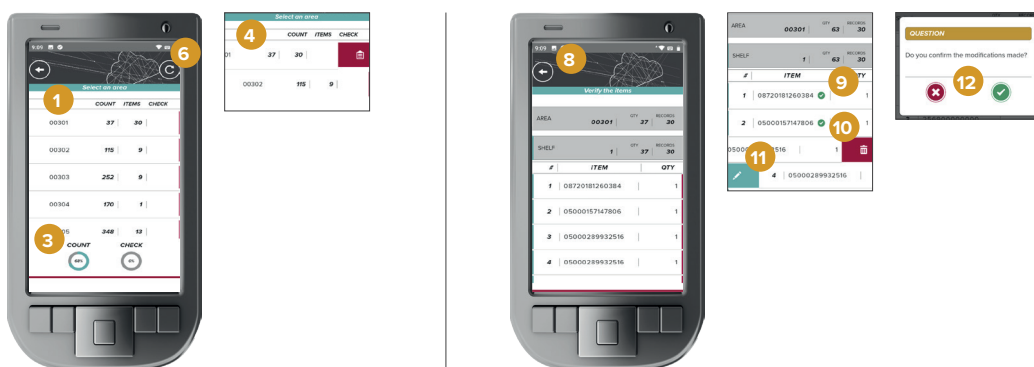 9:09
6
Select an area
1
COUNT ITEMS CHECK
00301 37 30
00302 115 9
00303 252 9
00304 170 1
05 348 13
3
COUNT CHECK
0%
Select an area
4
COUNT ITEMS CHECK
01 37 30
00302 115 9
9:09
8
Verify the items
AREA 00301 QTY 37 RECORDS 30
SHELF 1 QTY 37 RECORDS 30
# ITEM QTY
1 08720181260384 1
2 05000157147806 1
3 05000289932516 1
4 05000289932516 1
AREA 00301 QTY 63 RECORDS 30
SHELF 1 QTY 63 RECORDS 30
# ITEM QTY
9
1 08720181260384 1
2 05000157147806 1
10
2516 1
11
4 05000289932516
QUESTION
Do you confirm the modifications made?
12